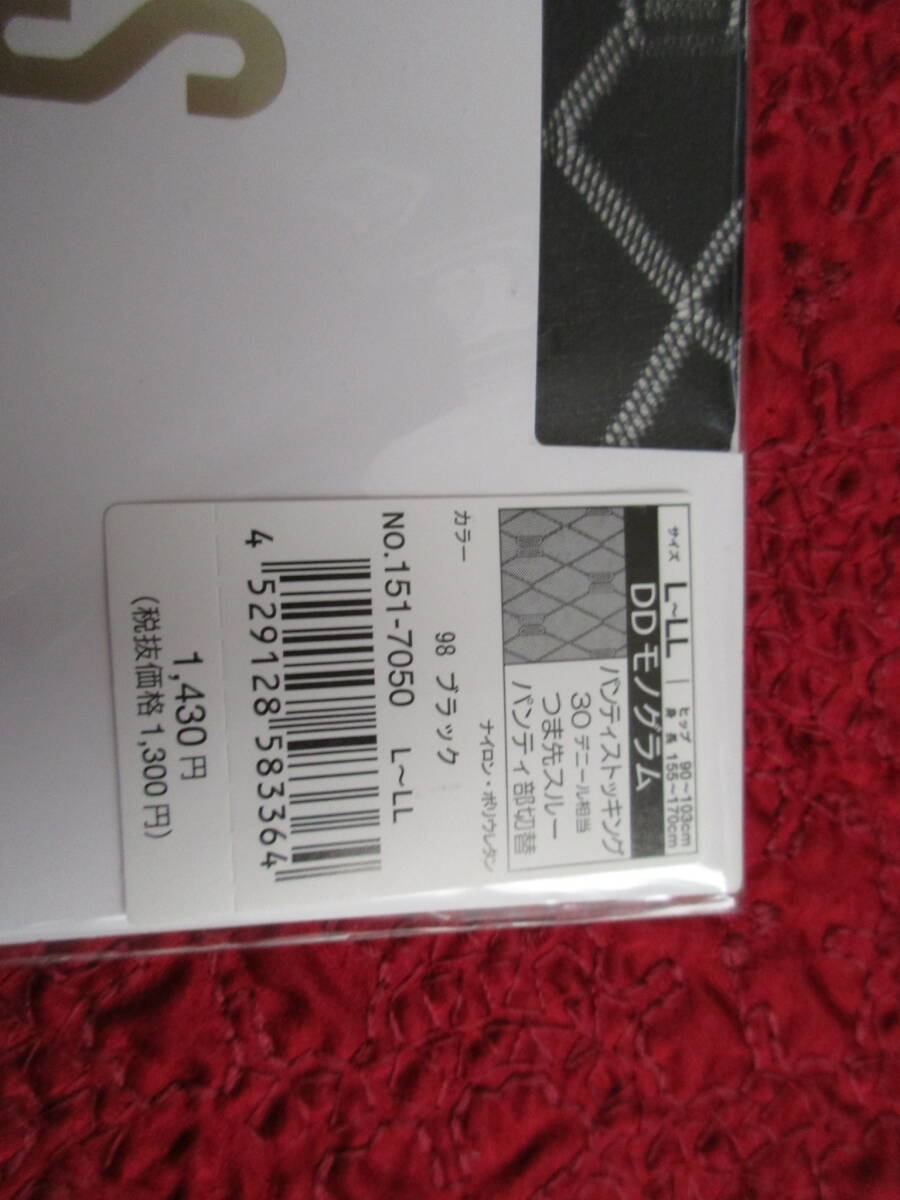 S
サイズ L~LL ヒップ 90~103cm
身長 155~170cm
DDモノグラム
パンティストッキング
30デニール相当
つま先スルー
パンティ部切替
ナイロン・ポリウレタン
カラー 98 ブラック
NO.151-7050 L~LL
4 529128 583364
1,430円
(税抜価格1,300円)